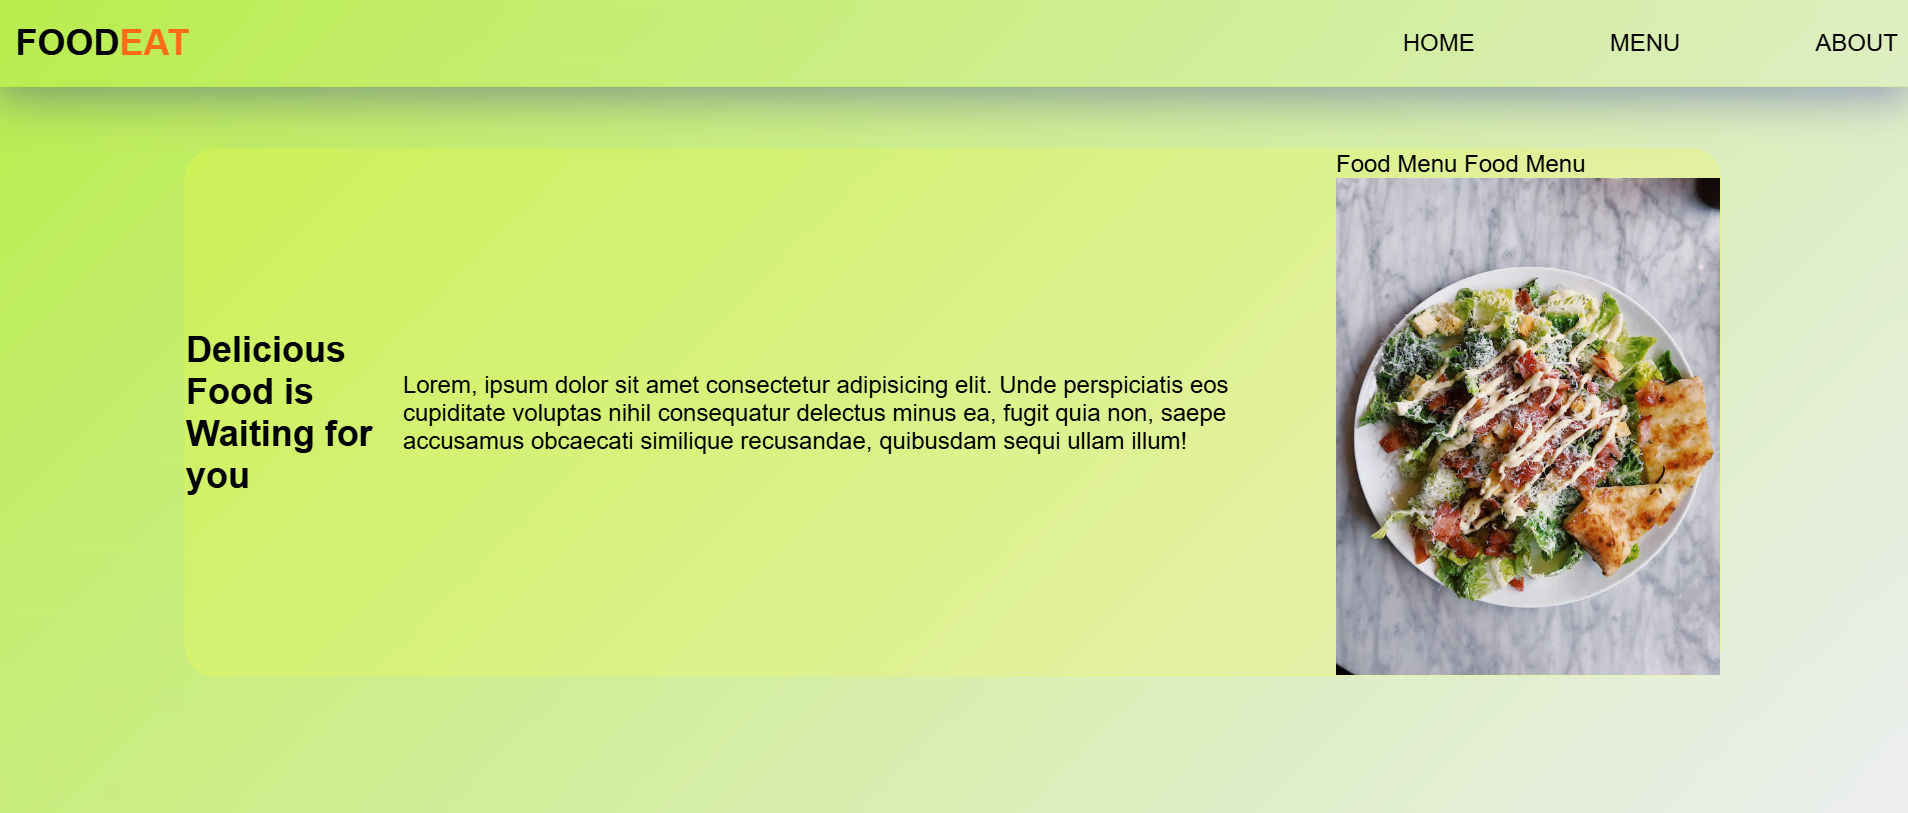 FOODEAT
HOME
MENU
ABOUT
Food Menu Food Menu
Delicious
Food is
Waiting for
you
Lorem, ipsum dolor sit amet consectetur adipisicing elit. Unde perspiciatis eos
cupiditate voluptas nihil consequatur delectus minus ea, fugit quia non, saepe
accusamus obcaecati similique recusandae, quibusdam sequi ullam illum!